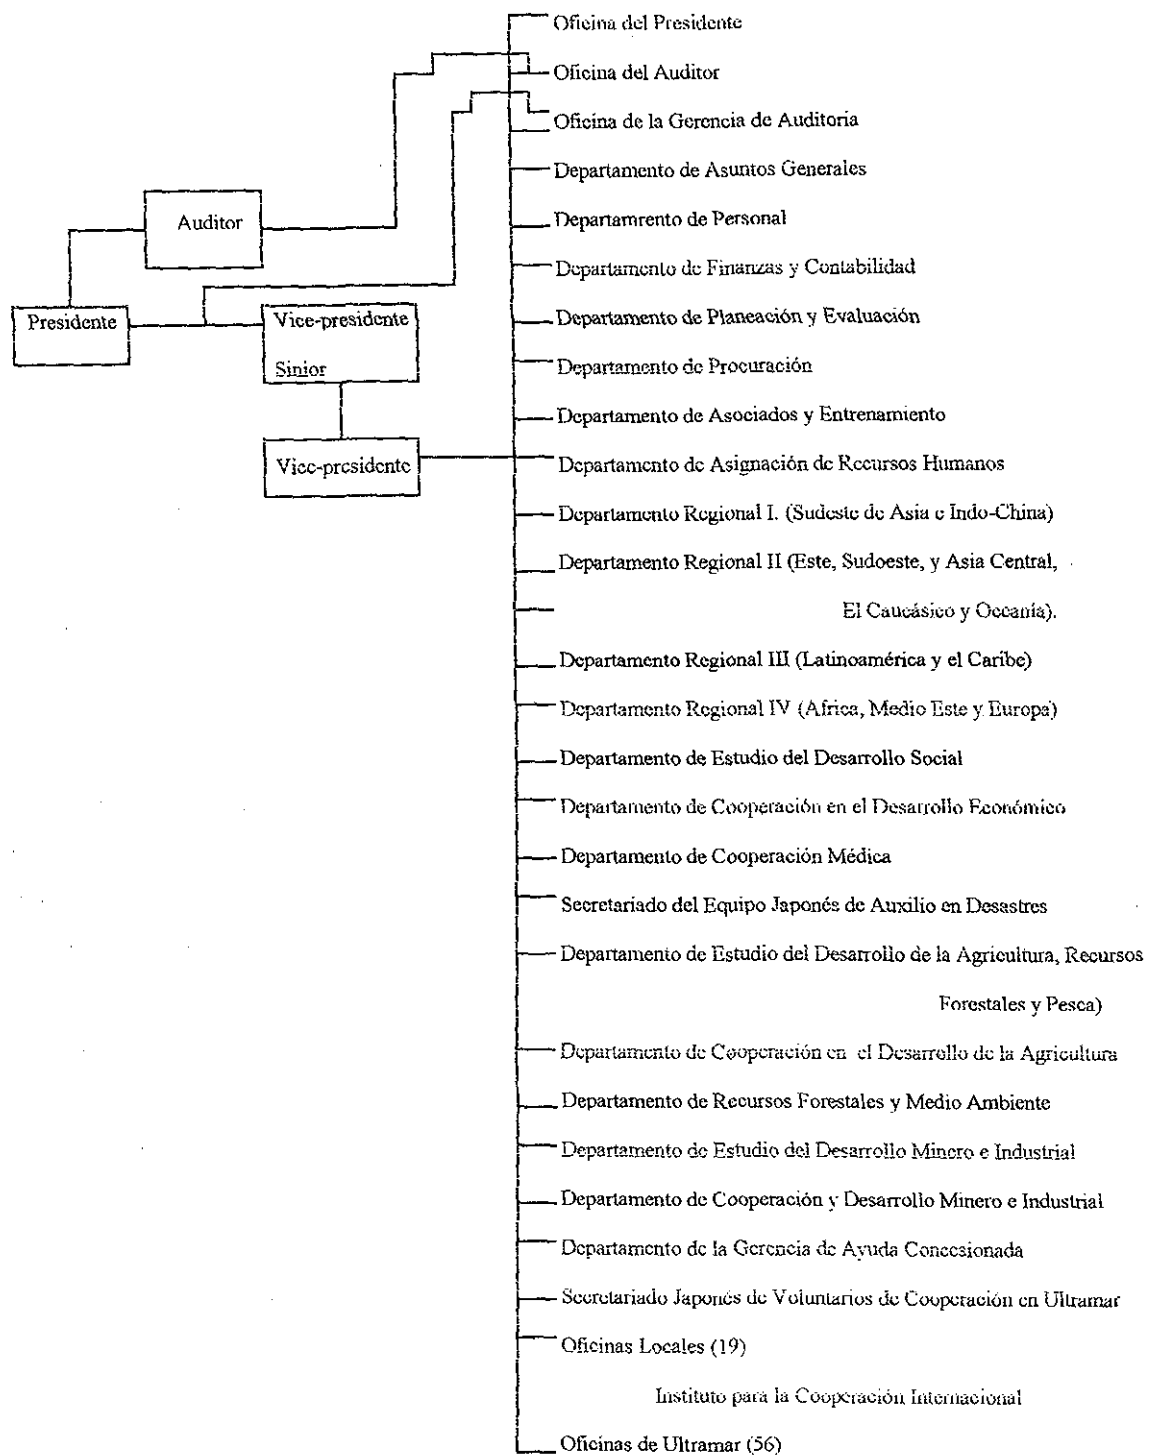 Oficina del Presidente
Oficina del Auditor
Oficina de la Gerencia de Auditoria
Departamento de Asuntos Generales
Auditor
Departamrento de Personal
Departamento de Finanzas y Contabilidad
Presidente
Vice-presidente
Sinior
Departamento de Planeación y Evaluación
Departamento de Procuración
Departamento de Asociados y Entrenamiento
Vice-presidente
Departamento de Asignación de Recursos Humanos
Departamento Regional I. (Sudeste de Asia e Indo-China)
Departamento Regional II (Este, Sudoeste, y Asia Central,
El Caucásico y Oceanía).
Departamento Regional III (Latinoamérica y el Caribe)
Departamento Regional IV (Africa, Medio Este y Europa)
Departamento de Estudio del Desarrollo Social
Departamento de Cooperación en el Desarrollo Económico
Departamento de Cooperación Médica
Secretariado del Equipo Japonés de Auxilio en Desastres
Departamento de Estudio del Desarrollo de la Agricultura, Recursos
Forestales y Pesca)
Departamento de Cooperación en el Desarrollo de la Agricultura
Departamento de Recursos Forestales y Medio Ambiente
Departamento de Estudio del Desarrollo Minero e Industrial
Departamento de Cooperación y Desarrollo Minero e Industrial
Departamento de la Gerencia de Ayuda Concesionada
Secretariado Japonés de Voluntarios de Cooperación en Ultramar
Oficinas Locales (19)
Instituto para la Cooperación Internacional
Oficinas de Ultramar (56)